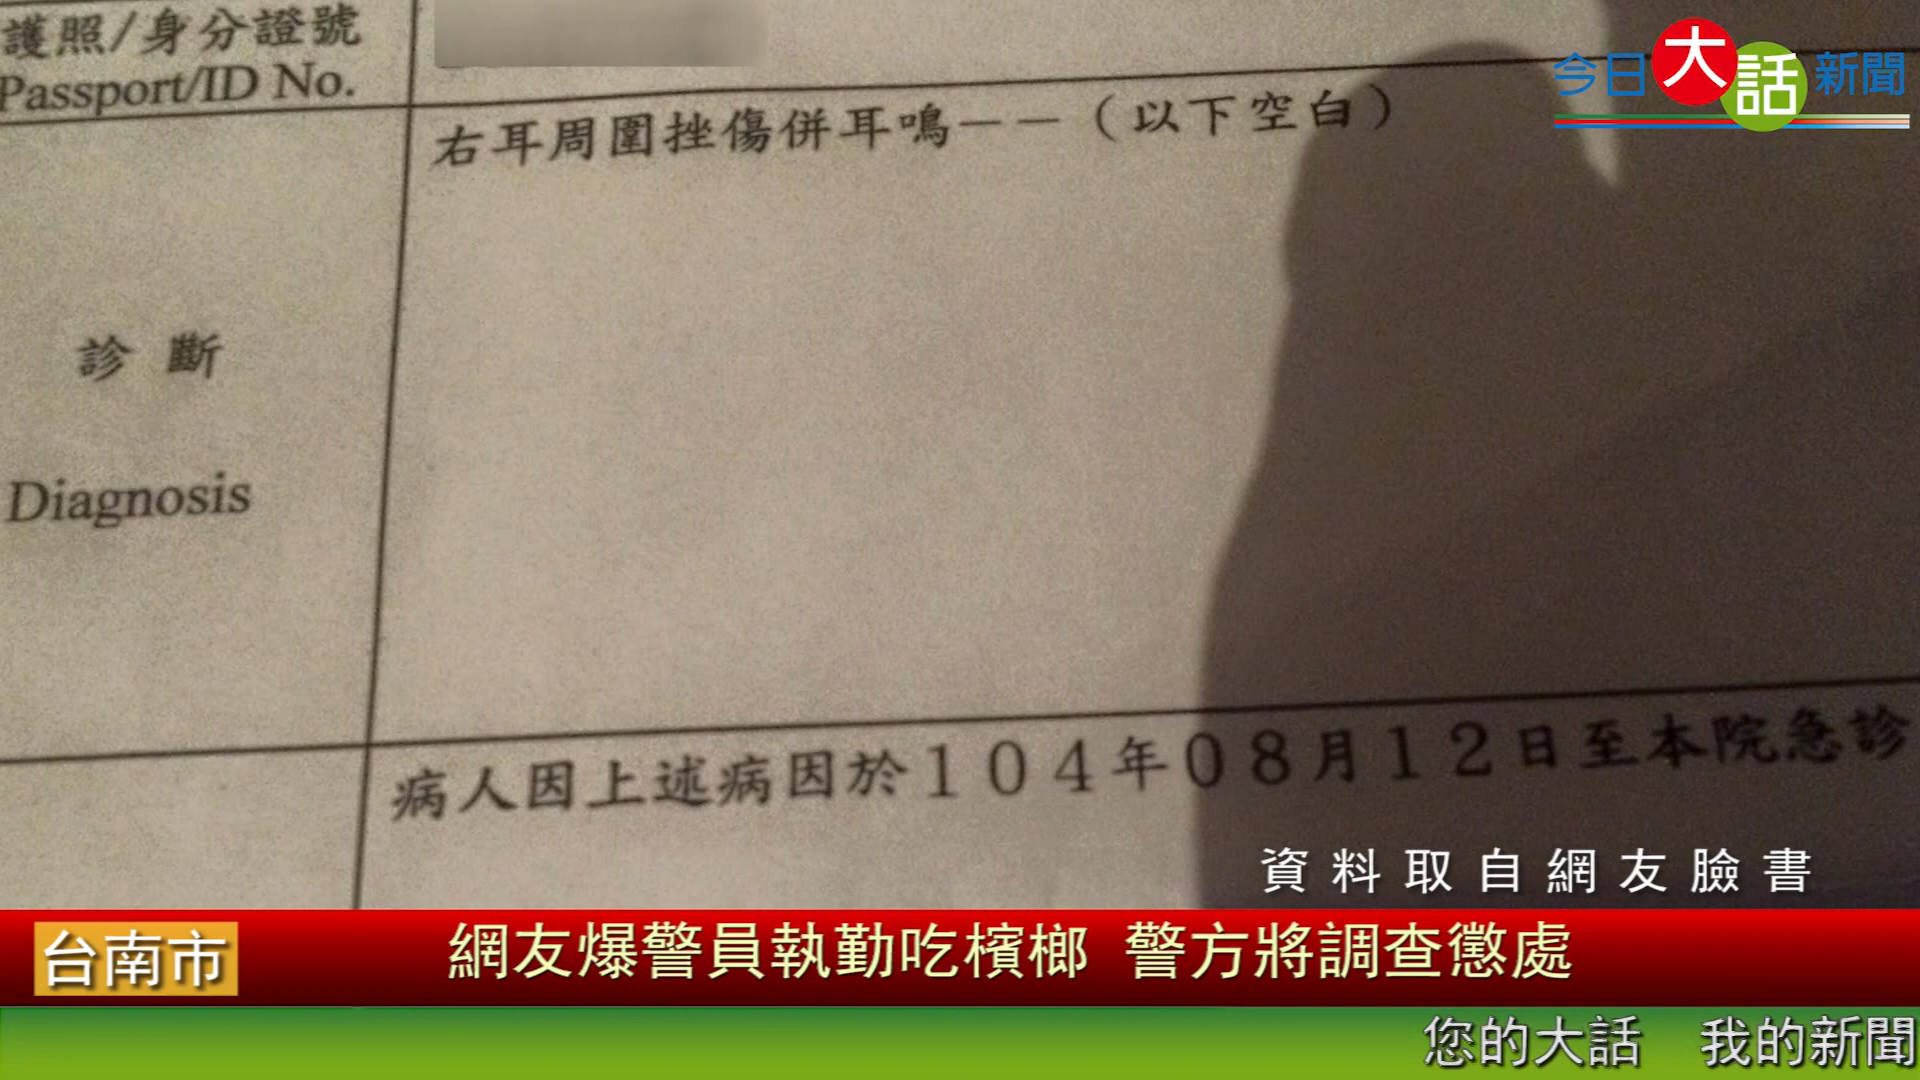 護照/身分證號
Passport/ID No.
今日大話新聞
右耳周圍挫傷併耳鳴－－（以下空白）
診 斷
Diagnosis
病人因上述病因於１０４年０８月１２日至本院急診
資料取自網友臉書
台南市
網友爆警員執勤吃檳榔 警方將調查懲處
您的大話 我的新聞